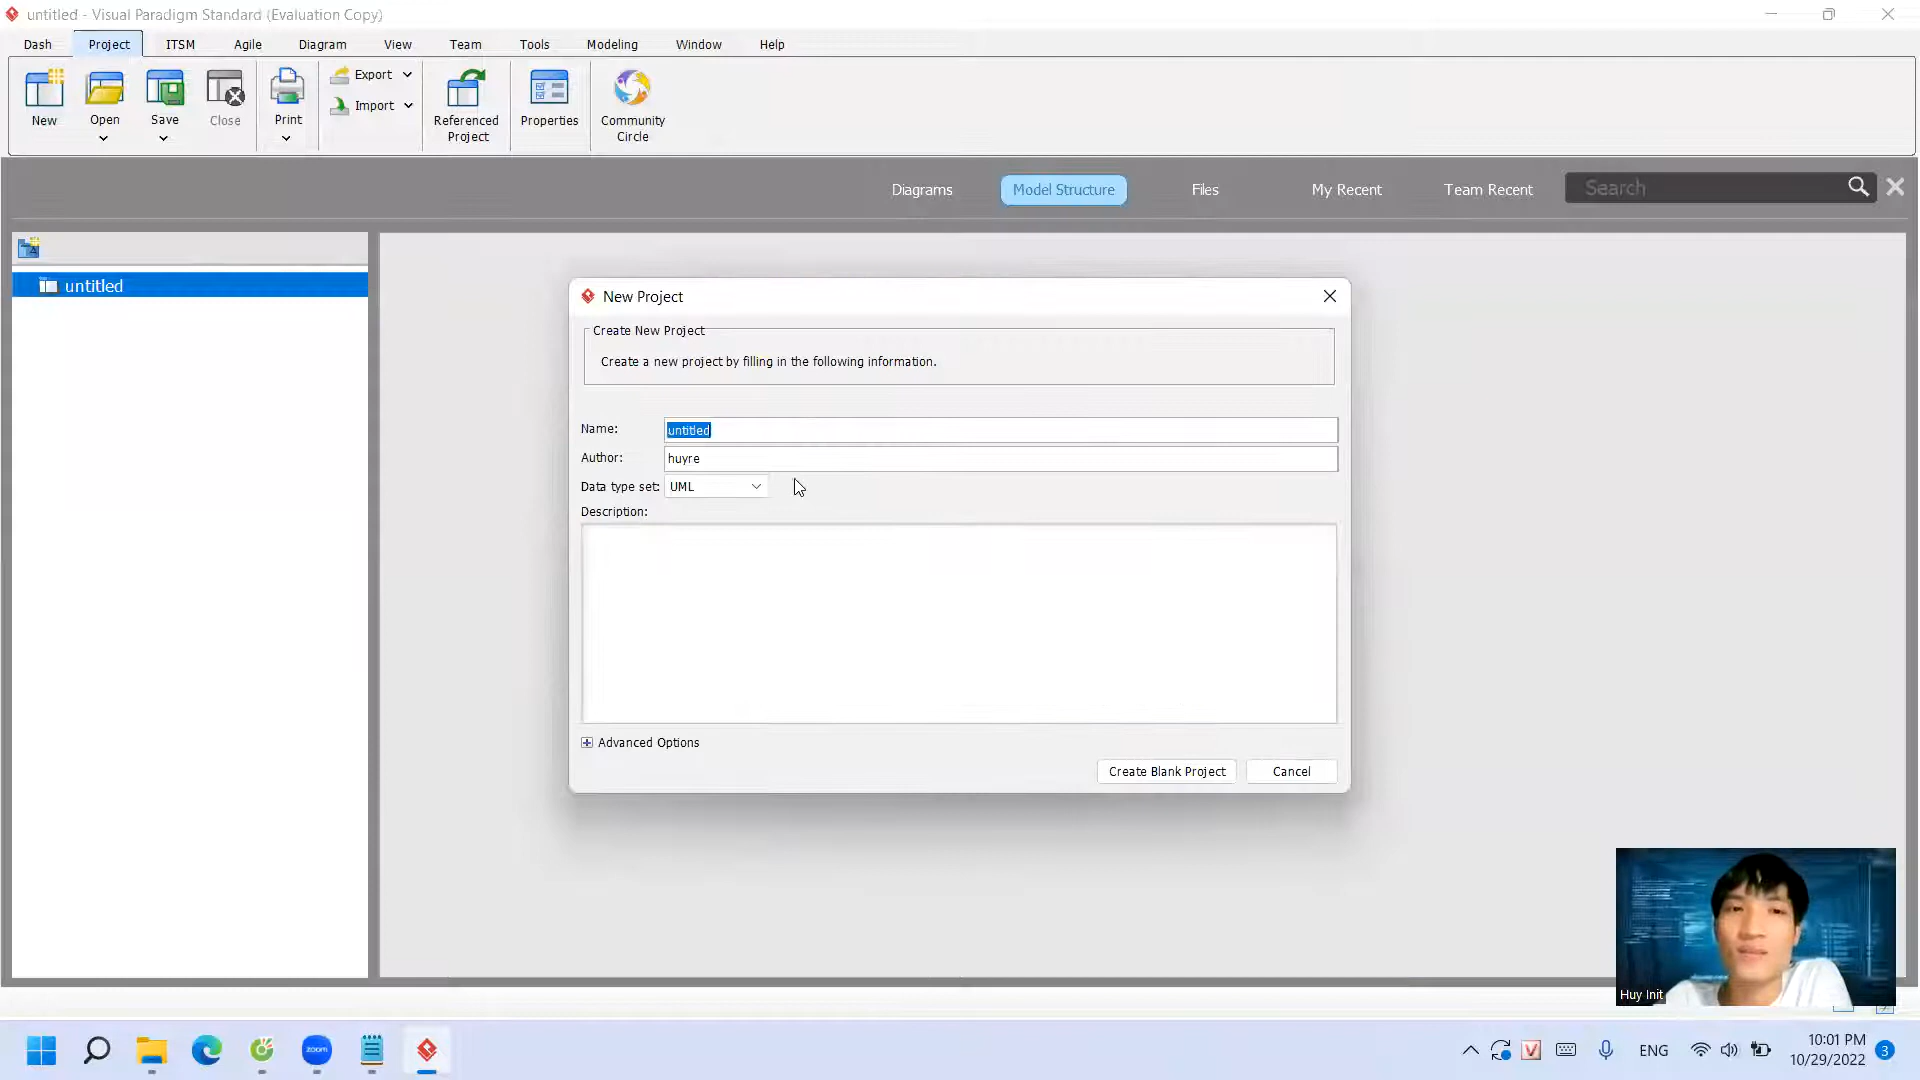 untitled - Visual Paradigm Standard (Evaluation Copy)
Dash Project ITSM Agile Diagram View Team Tools Modeling Window Help
New
Open
Save
Close
Print
Export
Import
Referenced
Project
Properties
Community
Circle
Diagrams Model Structure Files My Recent Team Recent Search
untitled
New Project
Create New Project
Create a new project by filling in the following information.
Name: untitled
Author: huyre
Data type set: UML
Description:
Advanced Options
Create Blank Project Cancel
Huy Init
zoom
V
ENG
10:01 PM
10/29/2022
3